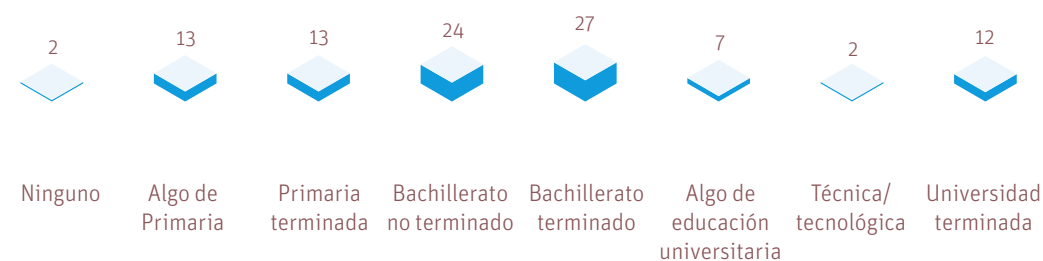 2
13
13
24
27
7
2
12
Ninguno
Algo de
Primaria
Primaria
terminada
Bachillerato
no terminado
Bachillerato
terminado
Algo de
educación
universitaria
Técnica/
tecnológica
Universidad
terminada